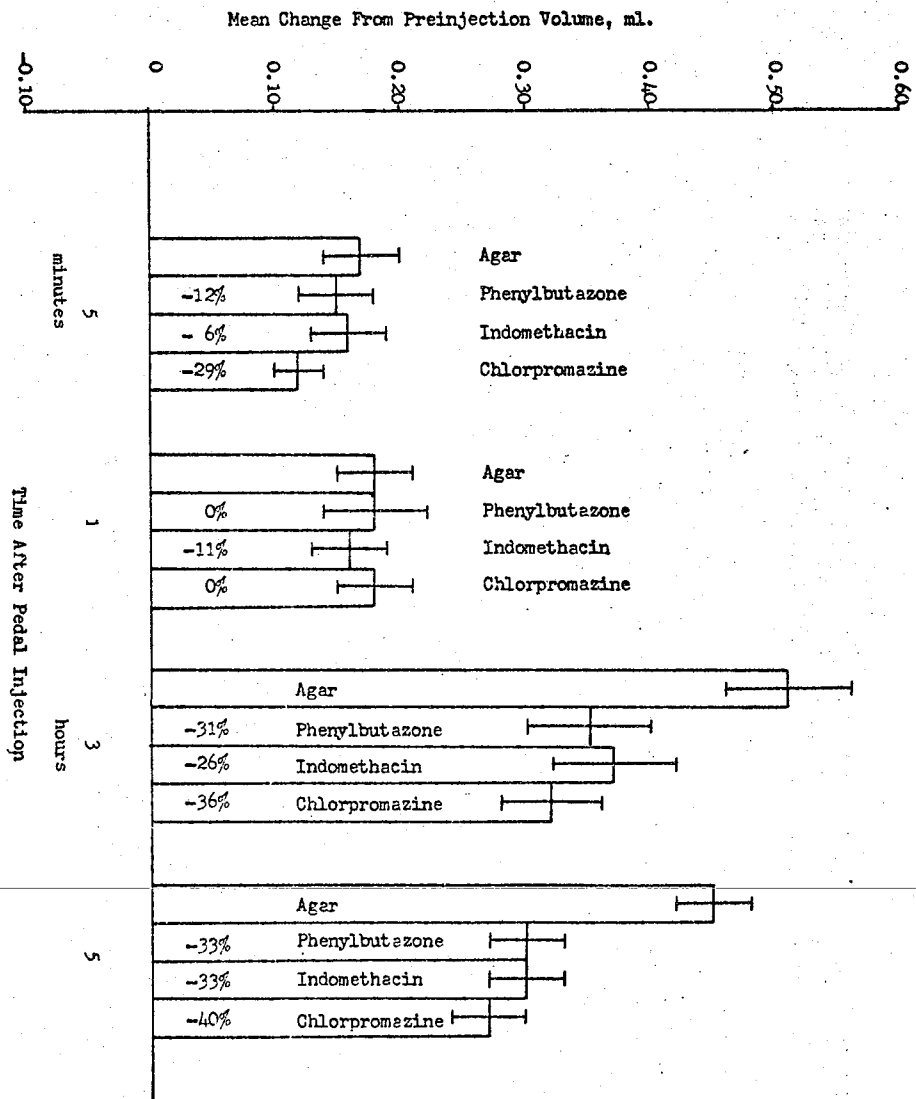 Mean Change From Preinjection Volume, ml.
-0.10
0
0.10
0.20
0.30
0.40
0.50
0.60
Agar
-12% Phenylbutazone
- 6% Indomethacin
-29% Chlorpromazine
5
minutes
Agar
0% Phenylbutazone
-11% Indomethacin
0% Chlorpromazine
1
Agar
-31% Phenylbutazone
-26% Indomethacin
-36% Chlorpromazine
3
hours
Agar
-33% Phenylbutazone
-33% Indomethacin
-40% Chlorpromazine
5
Time After Pedal Injection